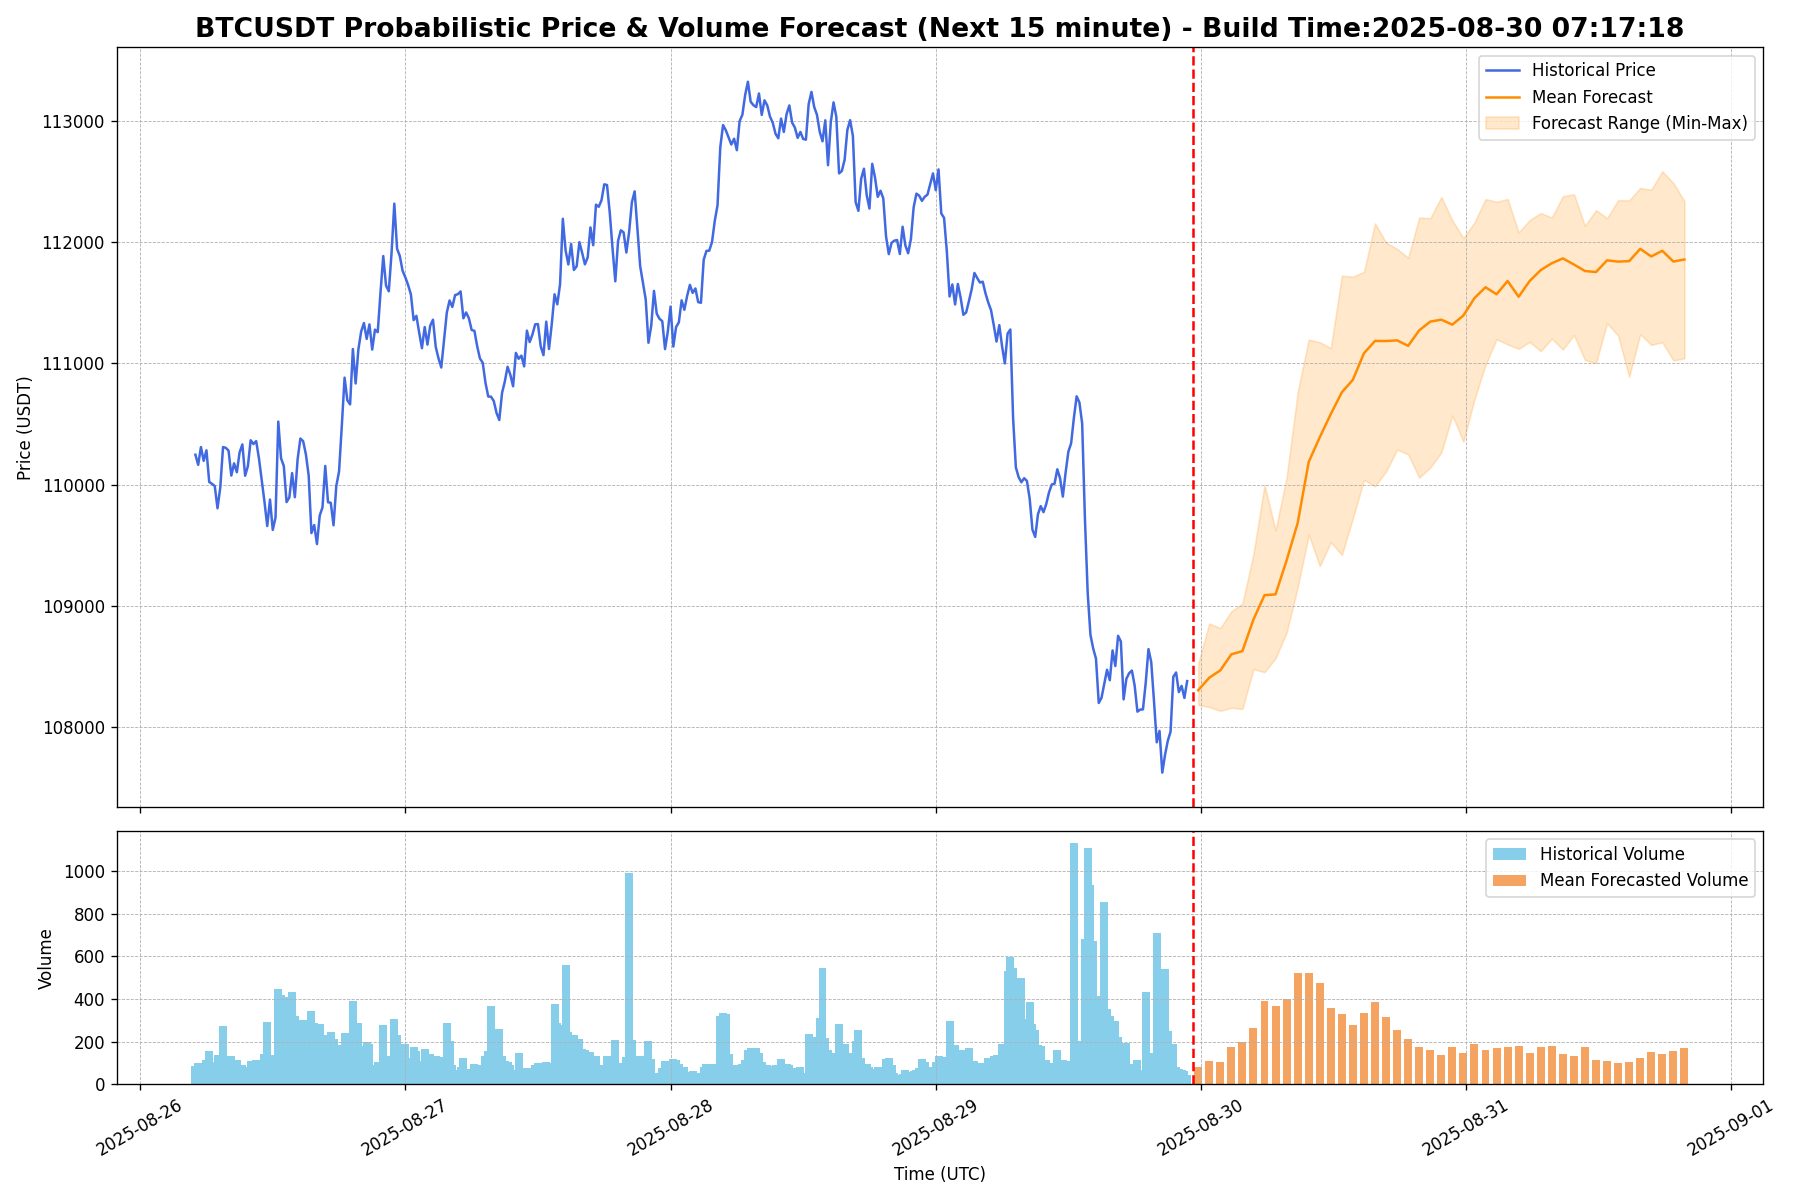 BTCUSDT Probabilistic Price & Volume Forecast (Next 15 minute) - Build Time:2025-08-30 07:17:18
Historical Price
Mean Forecast
Forecast Range (Min-Max)
Price (USDT)
113000
112000
111000
110000
109000
108000
Historical Volume
Mean Forecasted Volume
Volume
1000
800
600
400
200
0
2025-08-26
2025-08-27
2025-08-28
2025-08-29
2025-08-30
2025-08-31
2025-09-01
Time (UTC)